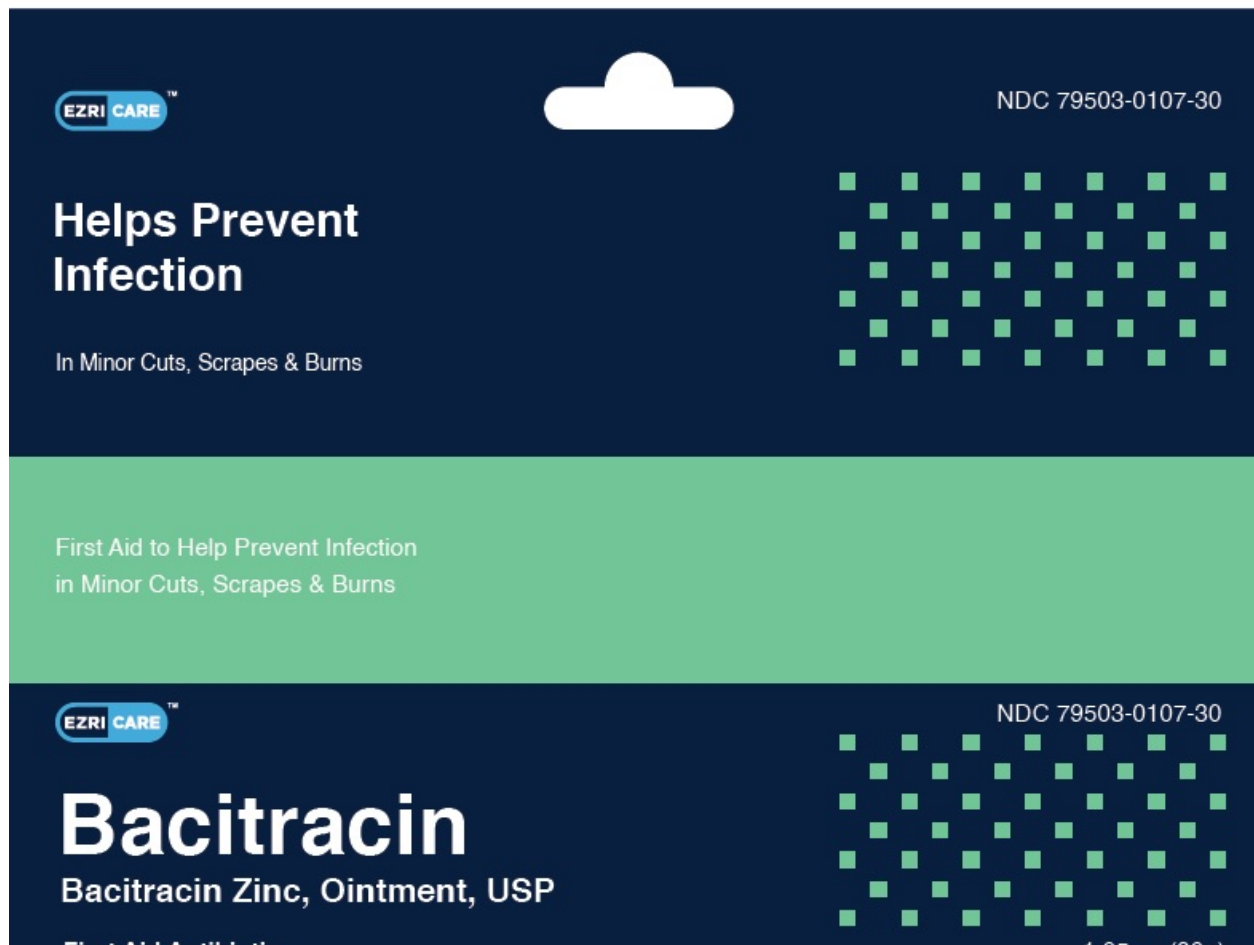 EZRI CARE™
NDC 79503-0107-30
Helps Prevent
Infection
In Minor Cuts, Scrapes & Burns
First Aid to Help Prevent Infection
in Minor Cuts, Scrapes & Burns
EZRI CARE™
NDC 79503-0107-30
Bacitracin
Bacitracin Zinc, Ointment, USP